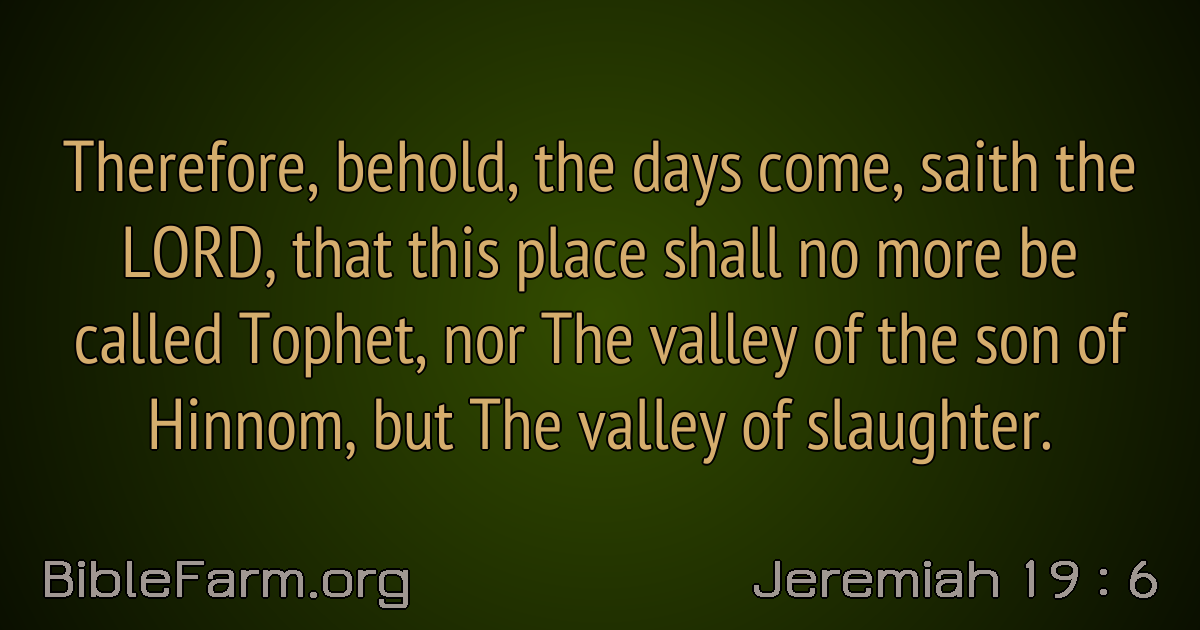 Therefore, behold, the days come, saith the
LORD, that this place shall no more be
called Tophet, nor The valley of the son of
Hinnom, but The valley of slaughter.
BibleFarm.org
Jeremiah 19 : 6